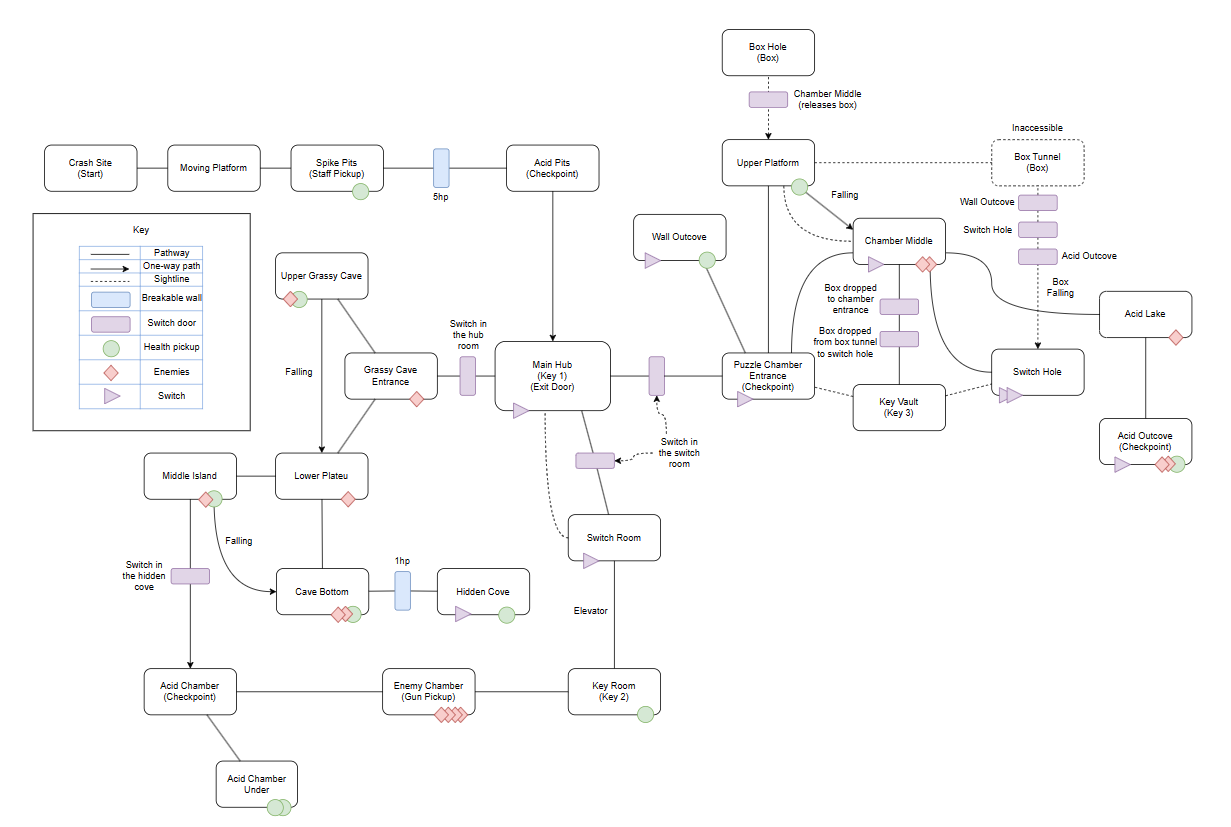 Box Hole
(Box)
Chamber Middle
(releases box)
Inaccessible
Crash Site
(Start)
Moving Platform
Spike Pits
(Staff Pickup)
5hp
Acid Pits
(Checkpoint)
Upper Platform
Box Tunnel
(Box)
Falling
Wall Outcove
Switch Hole
Acid Outcove
Box
Falling
Key
Pathway
One-way path
Sightline
Breakable wall
Switch door
Health pickup
Enemies
Switch
Wall Outcove
Chamber Middle
Upper Grassy Cave
Box dropped
to chamber
entrance
Box dropped
from box tunnel
to switch hole
Acid Lake
Switch in
the hub
room
Falling
Grassy Cave
Entrance
Main Hub
(Key 1)
(Exit Door)
Puzzle Chamber
Entrance
(Checkpoint)
Key Vault
(Key 3)
Switch Hole
Switch in
the switch
room
Acid Outcove
(Checkpoint)
Middle Island
Lower Plateu
Falling
Switch Room
Switch in
the hidden
cove
Cave Bottom
1hp
Hidden Cove
Elevator
Acid Chamber
(Checkpoint)
Enemy Chamber
(Gun Pickup)
Key Room
(Key 2)
Acid Chamber
Under